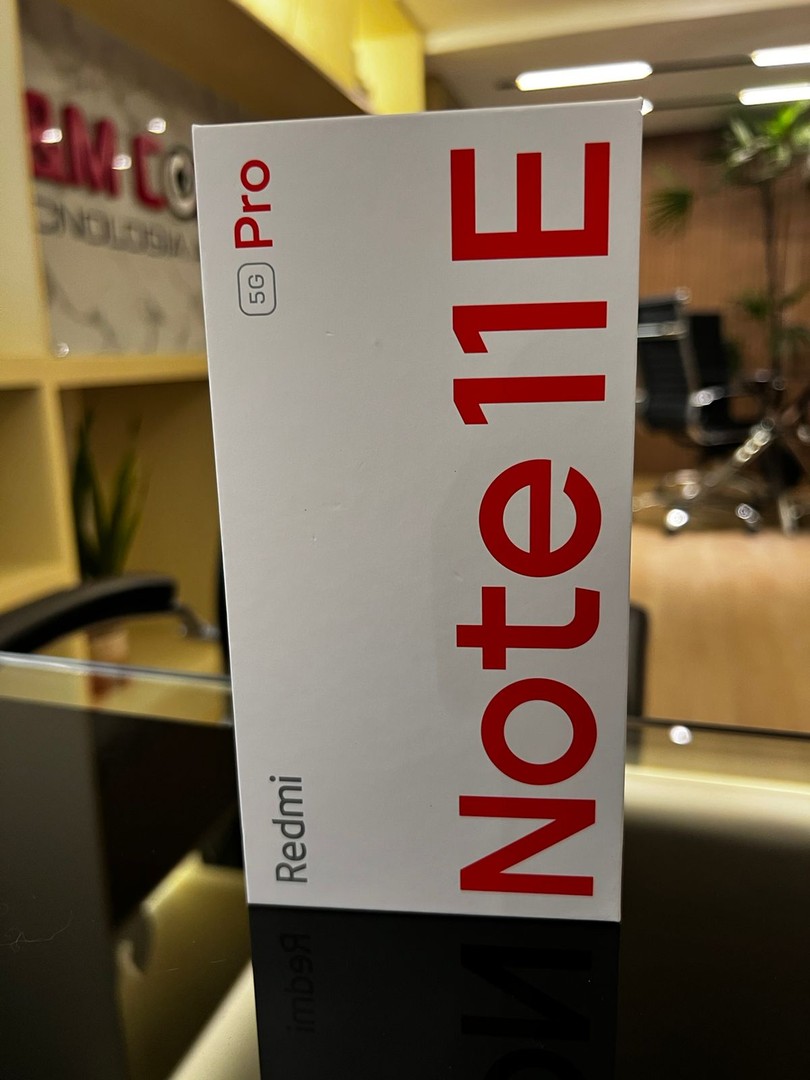 Redmi
5G Pro
Note 11E